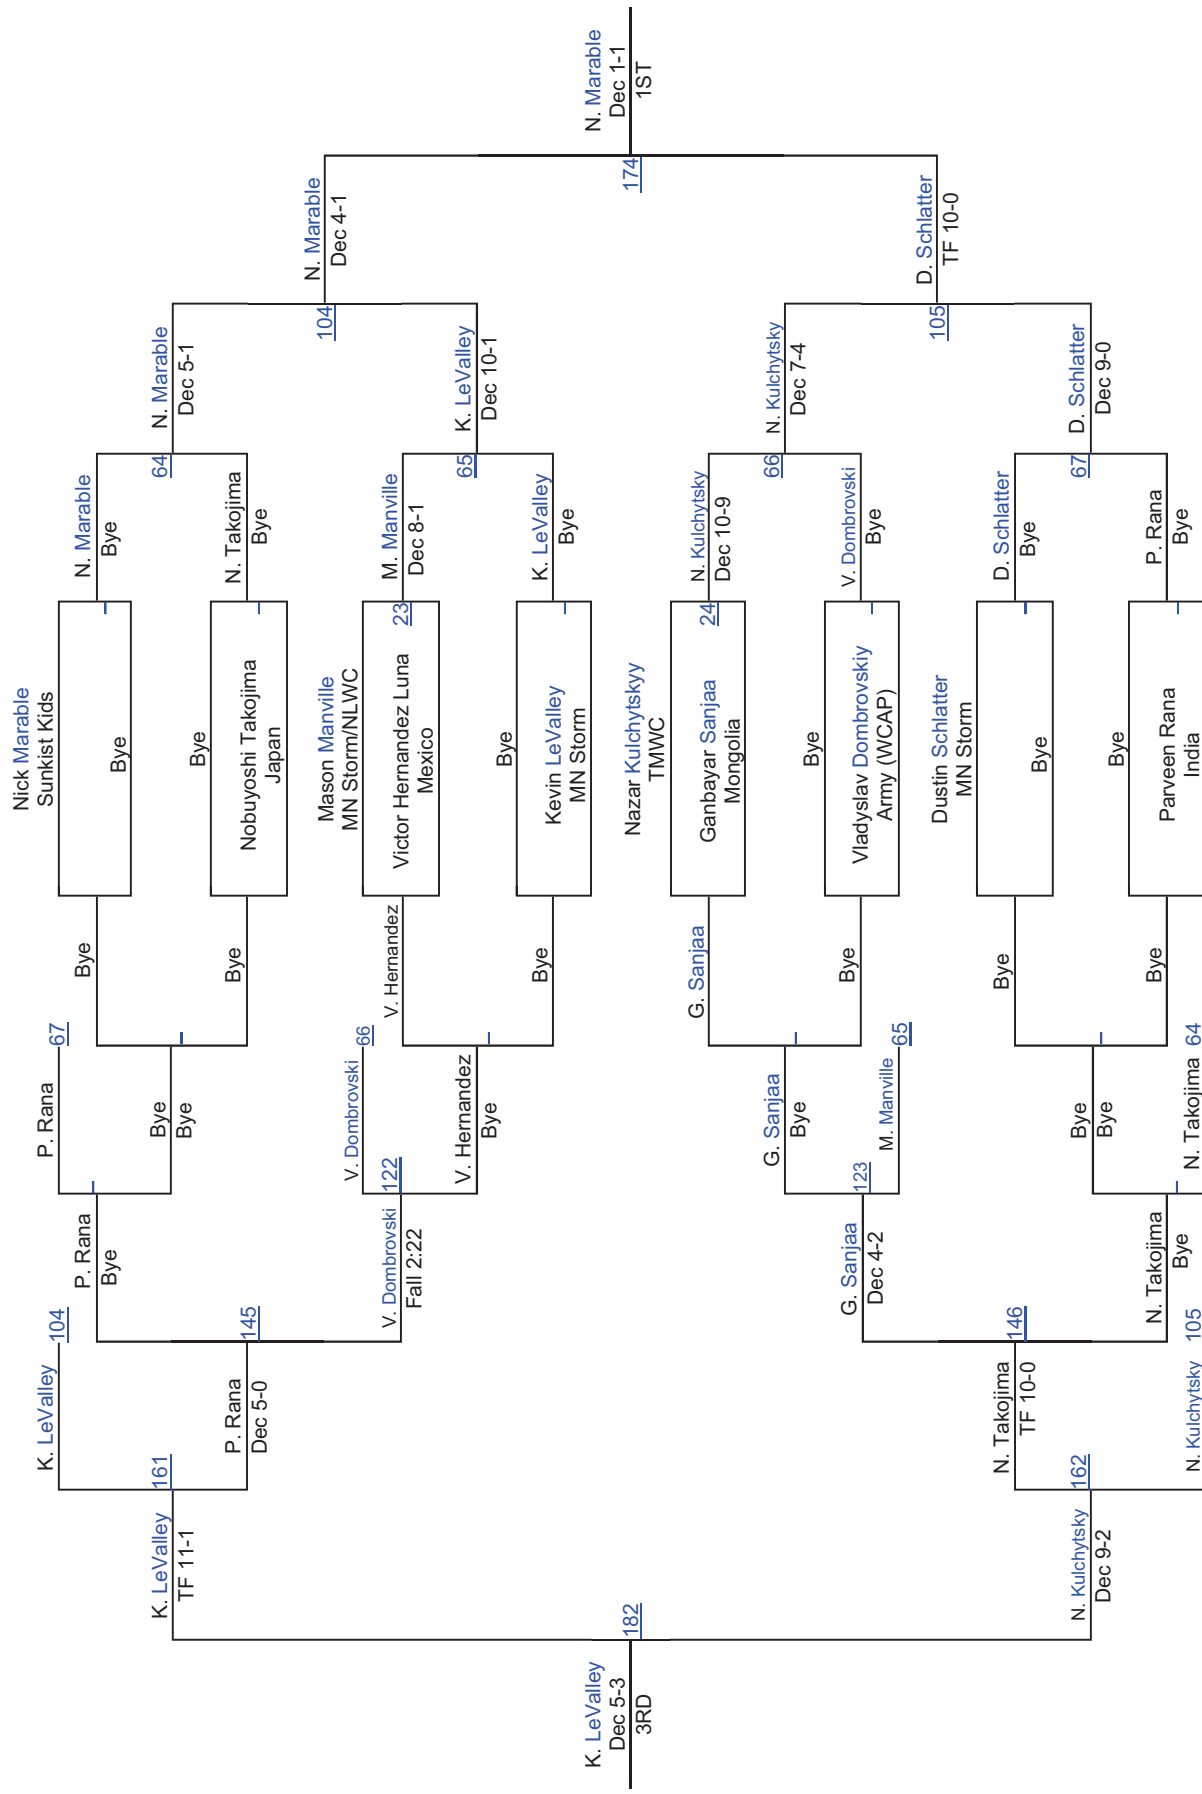 K. LeValley
Dec 5-3
3RD
182
K. LeValley
TF 11-1
161
K. LeValley
104
P. Rana
Dec 5-0
145
P. Rana
Bye
P. Rana
67
Bye
Bye
V. Dombrovski
Fall 2:22
122
V. Dombrovski
66
V. Hernandez
Bye
Bye
Bye
V. Hernandez
Bye
N. Kulchytsky
Dec 9-2
162
N. Takojima
TF 10-0
146
N. Kulchytsky
105
G. Sanjaa
Dec 4-2
123
G. Sanjaa
Bye
M. Manville
65
N. Takojima
Bye
Bye
Bye
N. Takojima
64
G. Sanjaa
Bye
Bye
Bye
Nick Marable
Sunkist Kids
Bye
Bye
Nobuyoshi Takojima
Japan
Mason Manville
MN Storm/NLWC
Victor Hernandez Luna
Mexico
23
Bye
Kevin LeValley
MN Storm
Nazar Kulchytskyy
TMWC
Ganbayar Sanjaa
Mongolia
24
Bye
Vladyslav Dombrovskiy
Army (WCAP)
Dustin Schlatter
MN Storm
Bye
Bye
Parveen Rana
India
N. Marable
Bye
64
N. Takojima
Bye
M. Manville
Dec 8-1
65
K. LeValley
Bye
N. Kulchytsky
Dec 10-9
66
V. Dombrovski
Bye
D. Schlatter
Bye
67
P. Rana
Bye
N. Marable
Dec 5-1
104
K. LeValley
Dec 10-1
N. Kulchytsky
Dec 7-4
105
D. Schlatter
Dec 9-0
N. Marable
Dec 4-1
174
D. Schlatter
TF 10-0
N. Marable
Dec 1-1
1ST